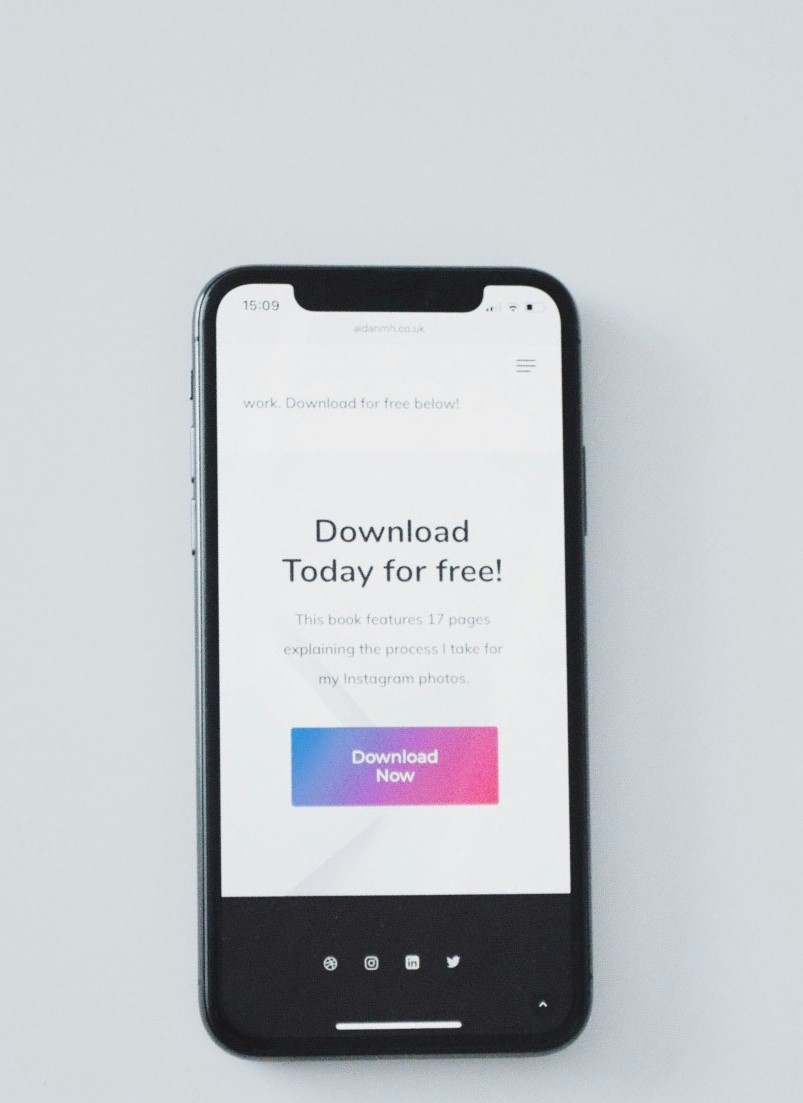 15:09
aidanmh.co.uk
work. Download for free below!
Download
Today for free!
This book features 17 pages
explaining the process I take for
my Instagram photos.
Download
Now
in